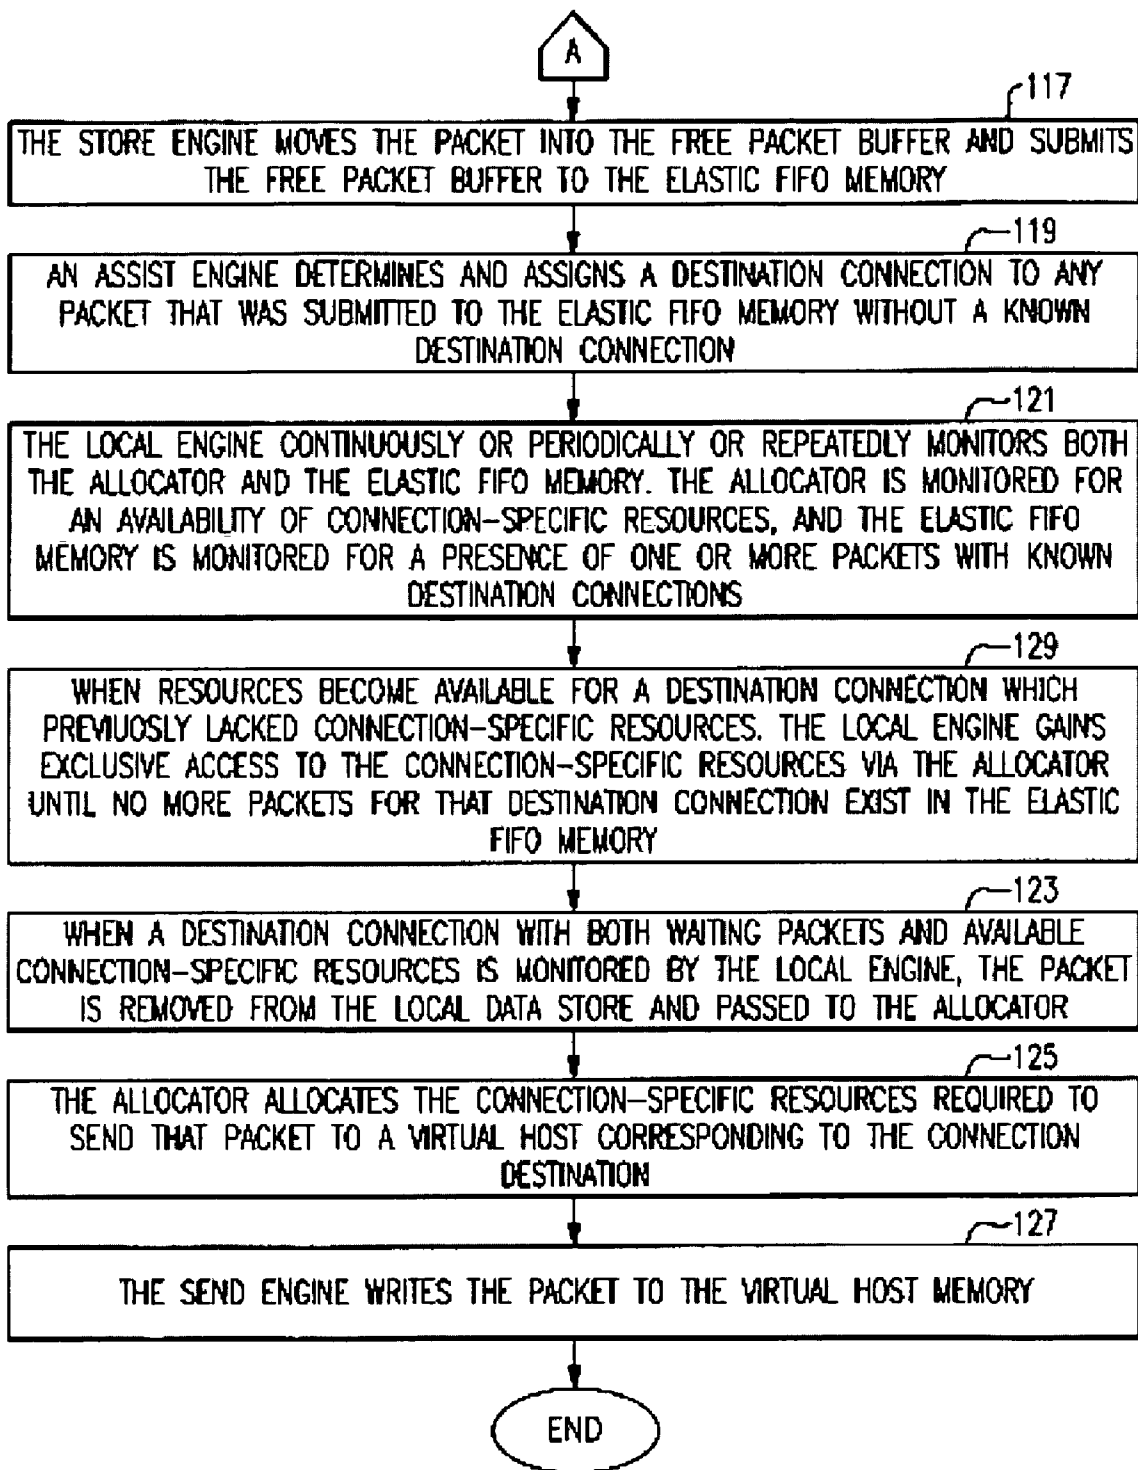 A
117
THE STORE ENGINE MOVES THE PACKET INTO THE FREE PACKET BUFFER AND SUBMITS
THE FREE PACKET BUFFER TO THE ELASTIC FIFO MEMORY
119
AN ASSIST ENGINE DETERMINES AND ASSIGNS A DESTINATION CONNECTION TO ANY
PACKET THAT WAS SUBMITTED TO THE ELASTIC FIFO MEMORY WITHOUT A KNOWN
DESTINATION CONNECTION
121
THE LOCAL ENGINE CONTINUOUSLY OR PERIODICALLY OR REPEATEDLY MONITORS BOTH
THE ALLOCATOR AND THE ELASTIC FIFO MEMORY. THE ALLOCATOR IS MONITORED FOR
AN AVAILABILITY OF CONNECTION-SPECIFIC RESOURCES, AND THE ELASTIC FIFO
MEMORY IS MONITORED FOR A PRESENCE OF ONE OR MORE PACKETS WITH KNOWN
DESTINATION CONNECTIONS
129
WHEN RESOURCES BECOME AVAILABLE FOR A DESTINATION CONNECTION WHICH
PREVIUOSLY LACKED CONNECTION-SPECIFIC RESOURCES. THE LOCAL ENGINE GAINS
EXCLUSIVE ACCESS TO THE CONNECTION-SPECIFIC RESOURCES VIA THE ALLOCATOR
UNTIL NO MORE PACKETS FOR THAT DESTINATION CONNECTION EXIST IN THE ELASTIC
FIFO MEMORY
123
WHEN A DESTINATION CONNECTION WITH BOTH WAITING PACKETS AND AVAILABLE
CONNECTION-SPECIFIC RESOURCES IS MONITORED BY THE LOCAL ENGINE, THE PACKET
IS REMOVED FROM THE LOCAL DATA STORE AND PASSED TO THE ALLOCATOR
125
THE ALLOCATOR ALLOCATES THE CONNECTION-SPECIFIC RESOURCES REQUIRED TO
SEND THAT PACKET TO A VIRTUAL HOST CORRESPONDING TO THE CONNECTION
DESTINATION
127
THE SEND ENGINE WRITES THE PACKET TO THE VIRTUAL HOST MEMORY
END